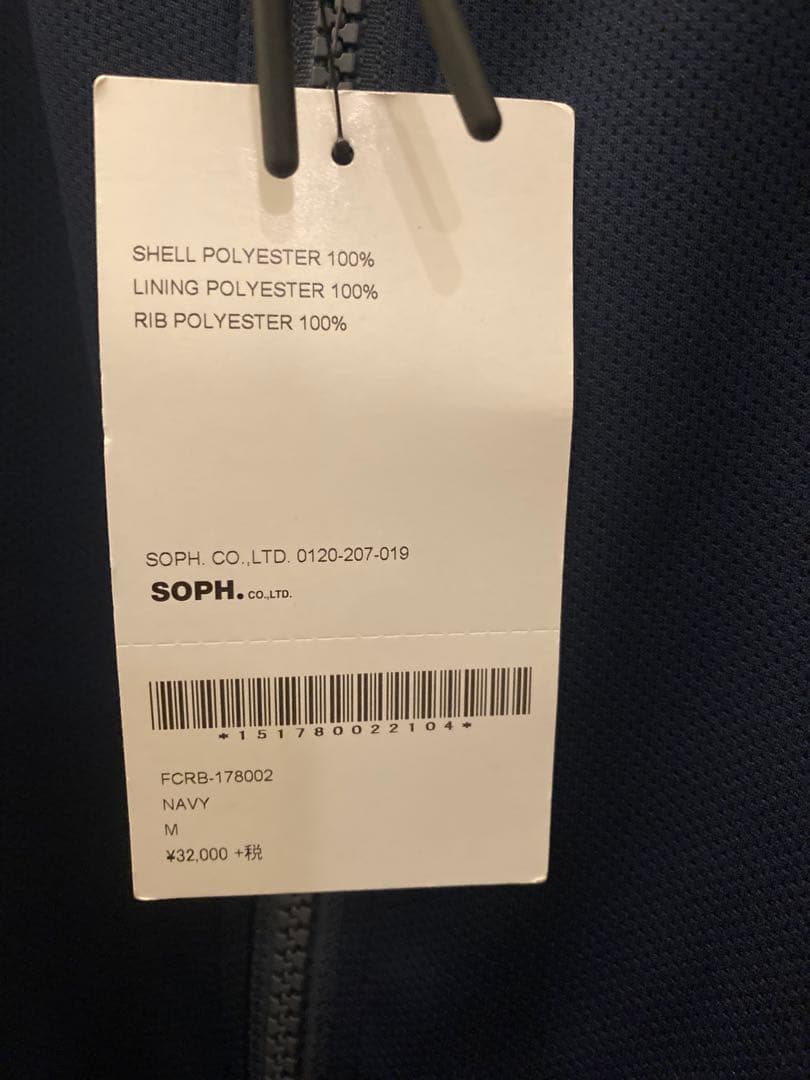 SHELL POLYESTER 100%
LINING POLYESTER 100%
RIB POLYESTER 100%
SOPH. CO.,LTD. 0120-207-019
SOPH. CO.,LTD.
*151780022104*
FCRB-178002
NAVY
M
¥32,000 +税